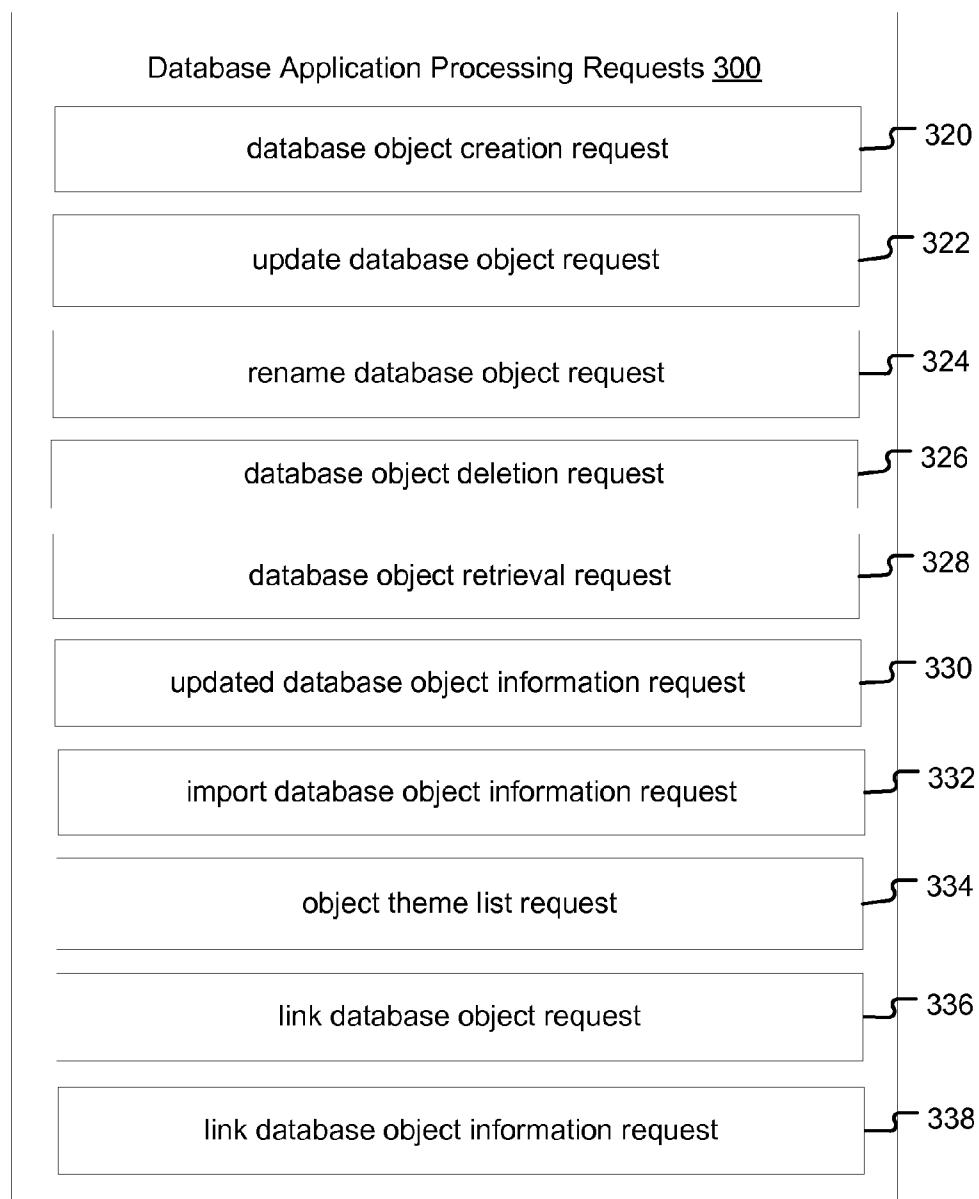 Database Application Processing Requests 300
database object creation request 320
update database object request 322
rename database object request 324
database object deletion request 326
database object retrieval request 328
updated database object information request 330
import database object information request 332
object theme list request 334
link database object request 336
link database object information request 338